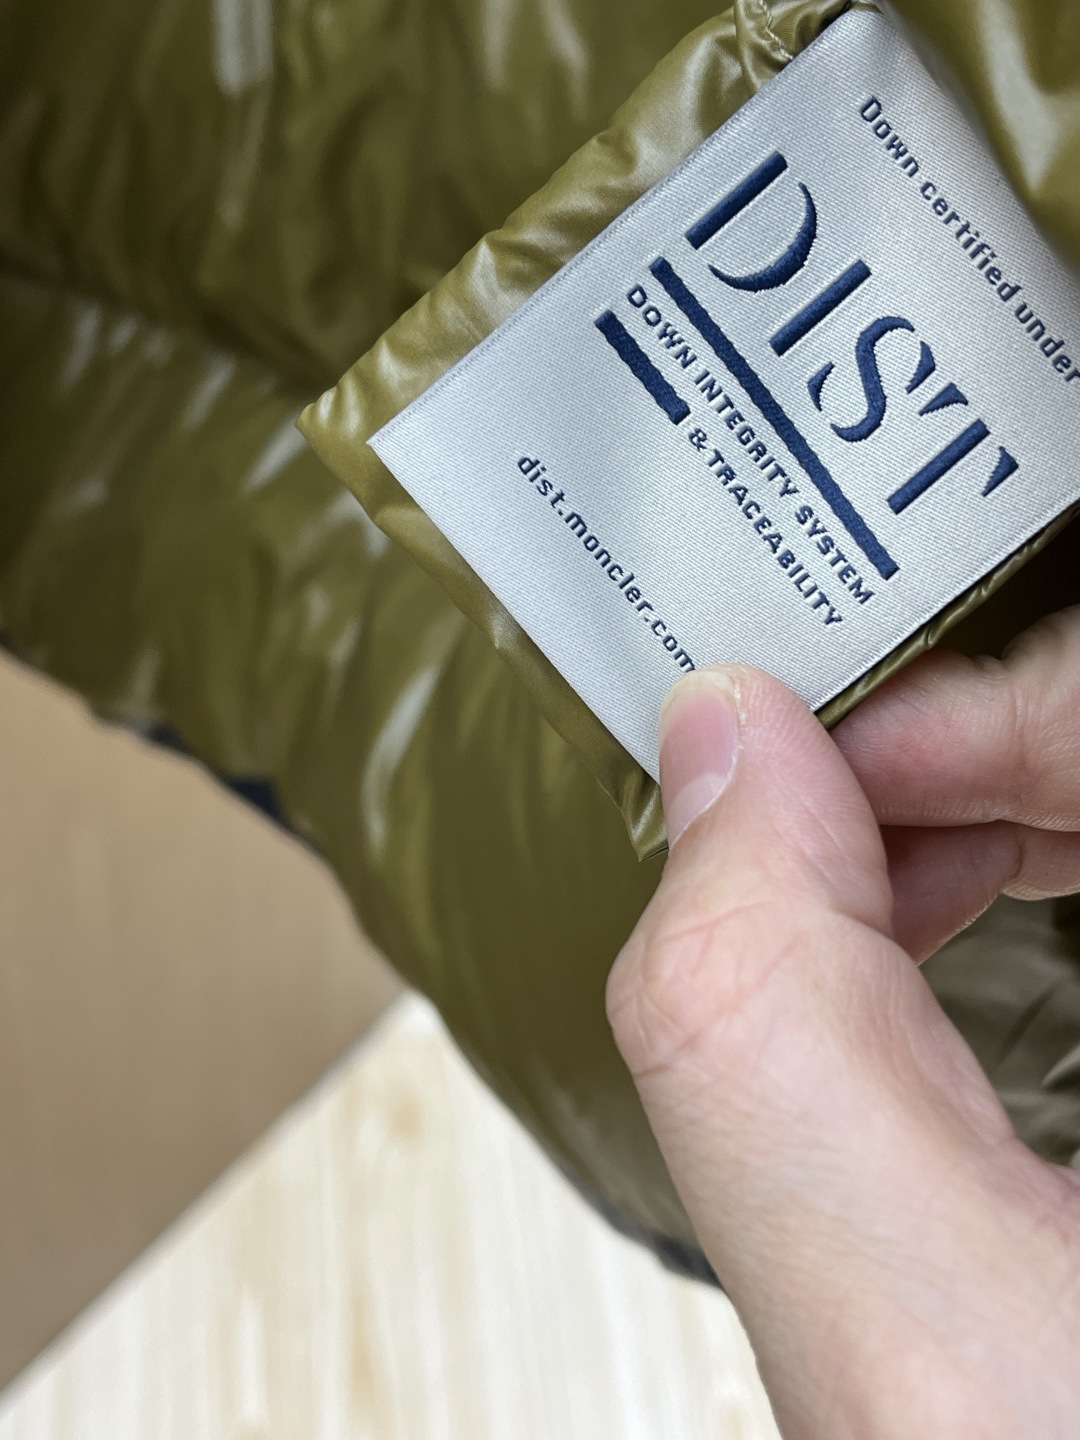 Down certified under
DIST
DOWN INTEGRITY SYSTEM
& TRACEABILITY
dist.moncler.com